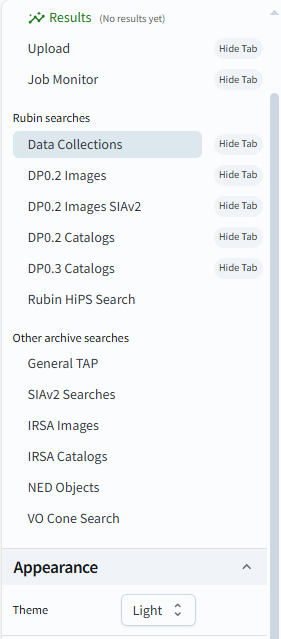 Results (No results yet)
Upload Hide Tab
Job Monitor Hide Tab
Rubin searches
Data Collections Hide Tab
DP0.2 Images Hide Tab
DP0.2 Images SIAv2 Hide Tab
DP0.2 Catalogs Hide Tab
DP0.3 Catalogs Hide Tab
Rubin HiPS Search
Other archive searches
General TAP
SIAv2 Searches
IRSA Images
IRSA Catalogs
NED Objects
VO Cone Search
Appearance
Theme Light